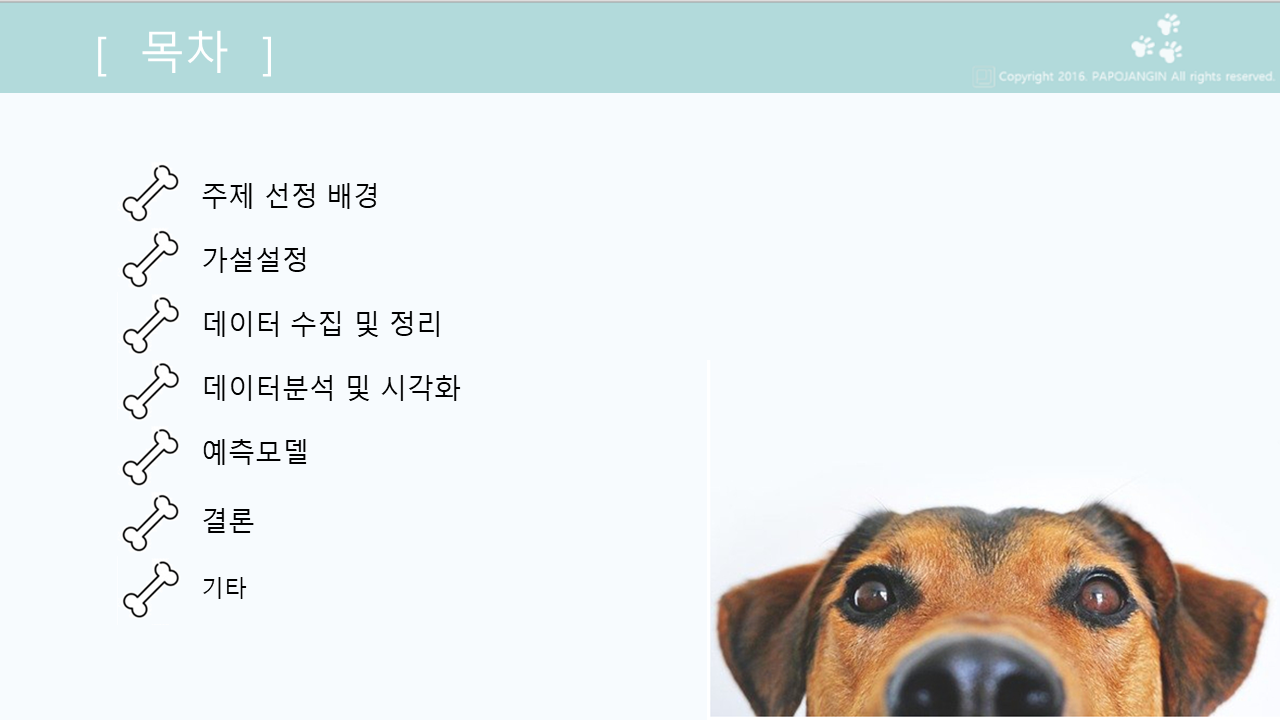 [ 목차 ]
Copyright 2016. PAPOJANGIN All rights reserved.
주제 선정 배경
가설설정
데이터 수집 및 정리
데이터분석 및 시각화
예측모델
결론
기타